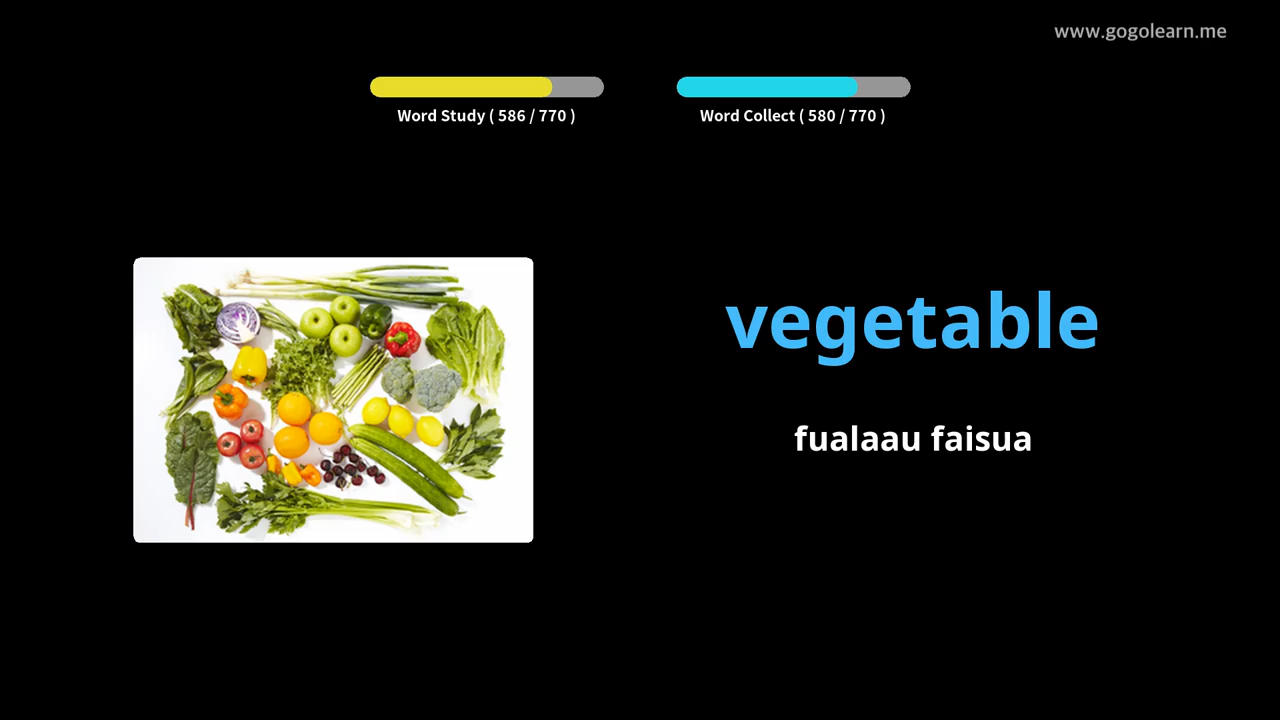 www.gogolearn.me
Word Study ( 586 / 770 )
Word Collect ( 580 / 770 )
vegetable
fualaau faisua